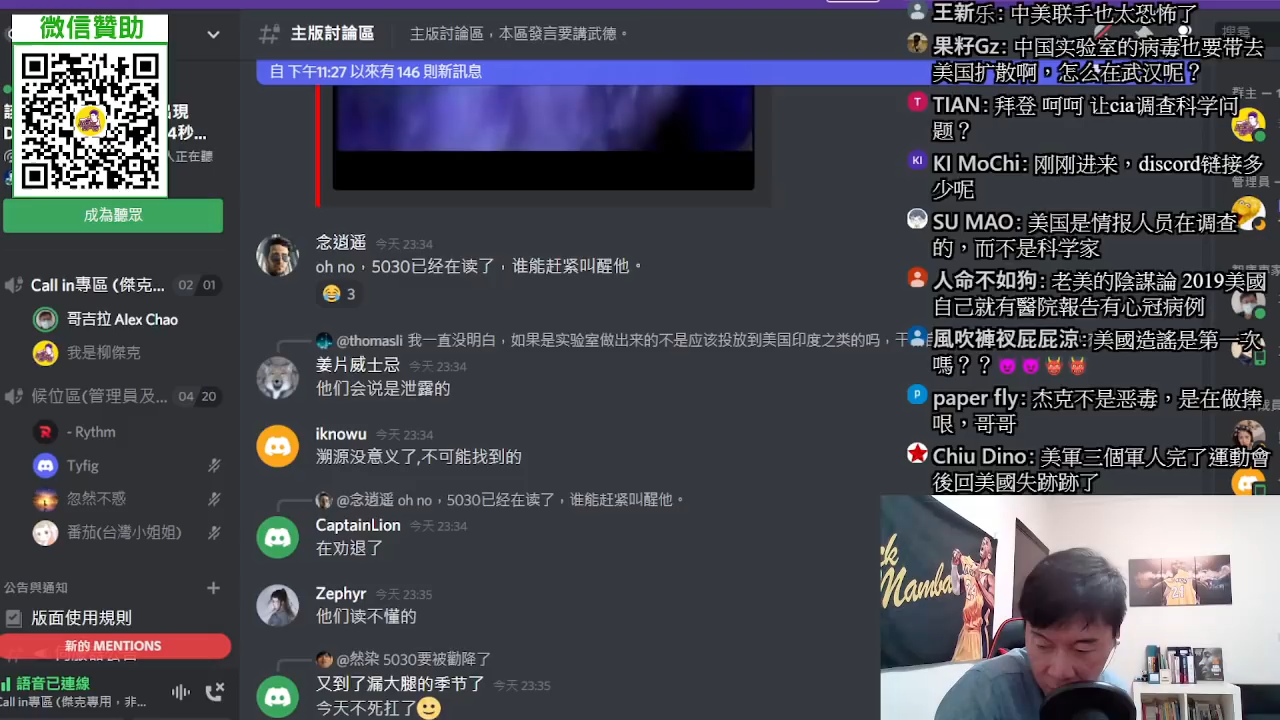 微信贊助
成為聽眾
Call in專區 (傑克... 02 01
哥吉拉 Alex Chao
我是柳傑克
候位區(管理員及... 04 20
- Rythm
Tyfig
忽然不惑
番茄(台灣小姐姐)
公告與通知
版面使用規則
新的 MENTIONS
語音已連線
Call in專區 (傑克專用，非...
主版討論區 主版討論區，本區發言要講武德。
自 下午11:27 以來有 146 則新訊息
念逍遥 今天 23:34
oh no，5030已经在读了，谁能赶紧叫醒他。
😂 3
@thomasli 我一直没明白，如果是实验室做出来的不是应该投放到美国印度之类的吗，干
姜片威士忌 今天 23:34
他们会说是泄露的
iknowu 今天 23:34
溯源没意义了,不可能找到的
@念逍遥 oh no，5030已经在读了，谁能赶紧叫醒他。
CaptainLion 今天 23:34
在劝退了
Zephyr 今天 23:35
他们读不懂的
@然染 5030要被勸降了
又到了漏大腿的季节了 今天 23:35
今天不死扛了🙂
王新乐: 中美联手也太恐怖了
果籽Gz: 中国实验室的病毒也要带去
美国扩散啊，怎么在武汉呢？
TIAN: 拜登 呵呵 让cia调查科学问
题？
KI MoChi: 刚刚进来，discord链接多
少呢
SU MAO: 美国是情报人员在调查
的，而不是科学家
人命不如狗: 老美的陰謀論 2019美國
自己就有醫院報告有心冠病例
風吹褲衩屁屁涼: 美國造謠是第一次
嗎？？😈😈👹👹
paper fly: 杰克不是恶毒，是在做捧
哏，哥哥
Chiu Dino: 美軍三個軍人完了運動會
後回美國失跡跡了
Mamba
24